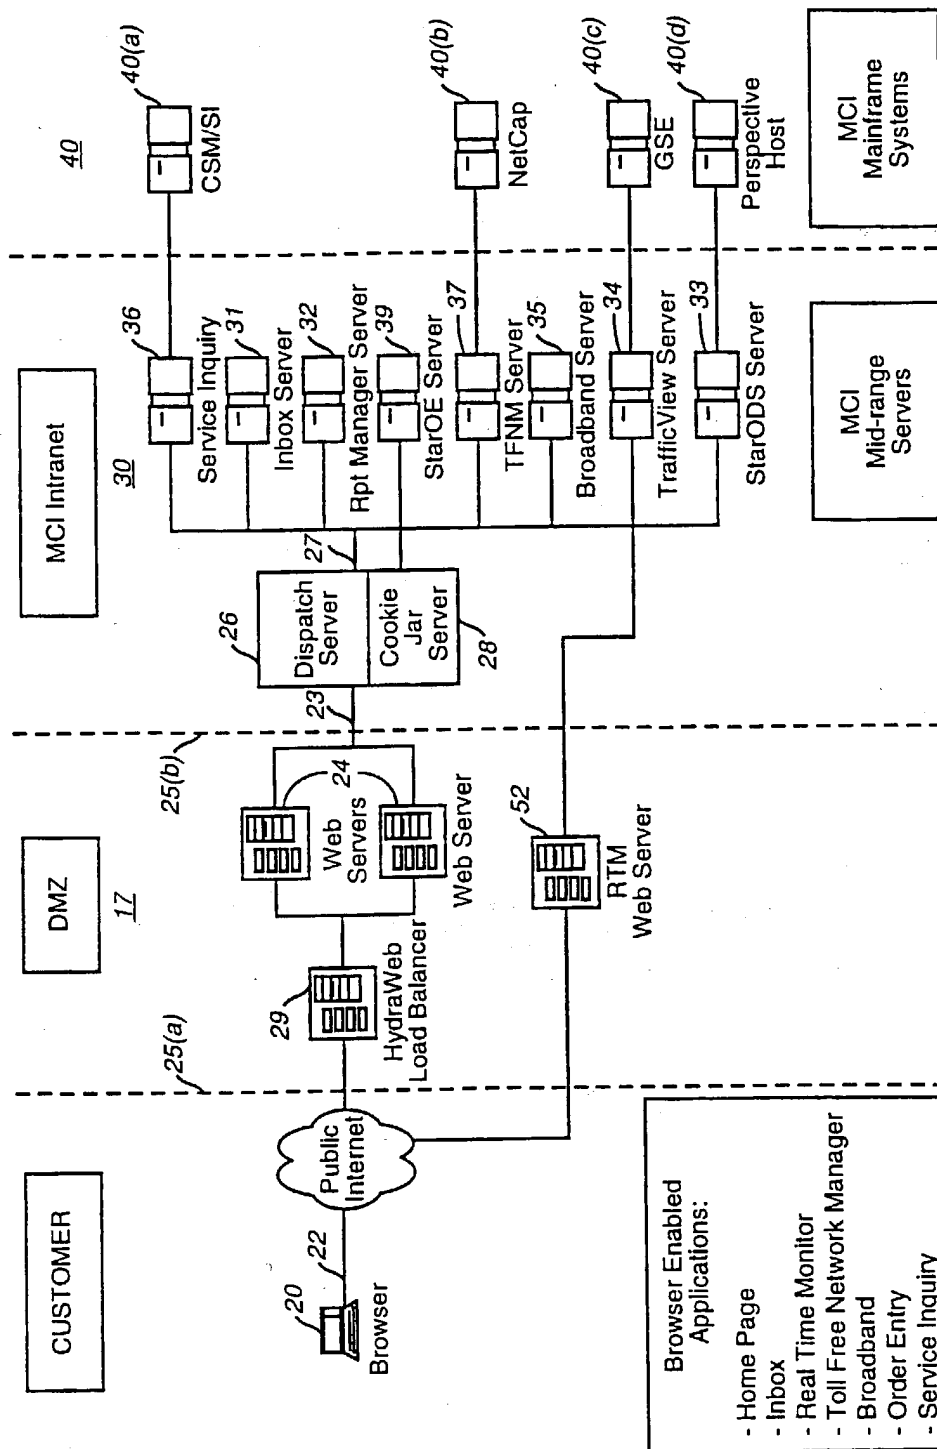 CUSTOMER
DMZ
17
MCI Intranet
30
40
25(a)
25(b)
20
Browser
22
Public
Internet
29
HydraWeb
Load Balancer
24
Web
Servers
Web Server
52
RTM
Web Server
23
26
Dispatch
Server
Cookie
Jar
Server
28
27
36
Service Inquiry
31
Inbox Server
32
Rpt Manager Server
39
StarOE Server
37
TFNM Server
35
Broadband Server
34
TrafficView Server
33
StarODS Server
40(a)
CSM/SI
40(b)
NetCap
40(c)
GSE
40(d)
Perspective
Host
Browser Enabled
Applications:
- Home Page
- Inbox
- Real Time Monitor
- Toll Free Network Manager
- Broadband
- Order Entry
- Service Inquiry
MCI
Mid-range
Servers
MCI
Mainframe
Systems